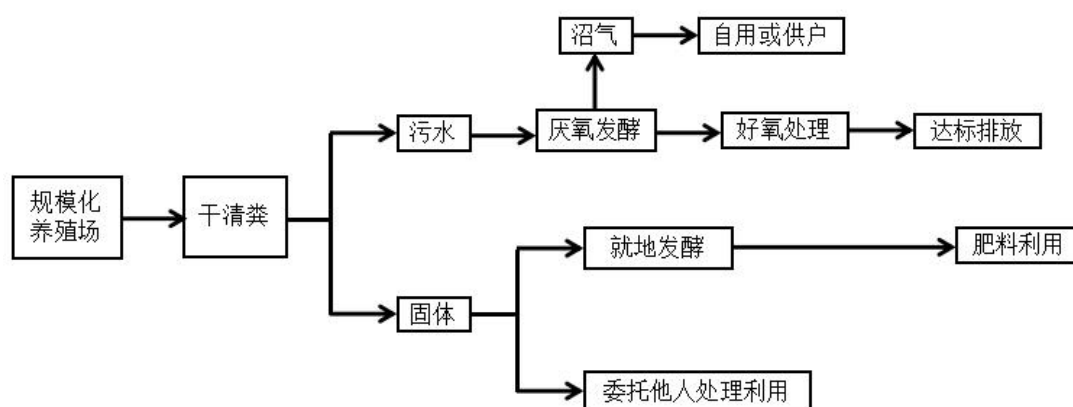 沼气
自用或供户
污水
厌氧发酵
好氧处理
达标排放
规模化
养殖场
干清粪
就地发酵
肥料利用
固体
委托他人处理利用